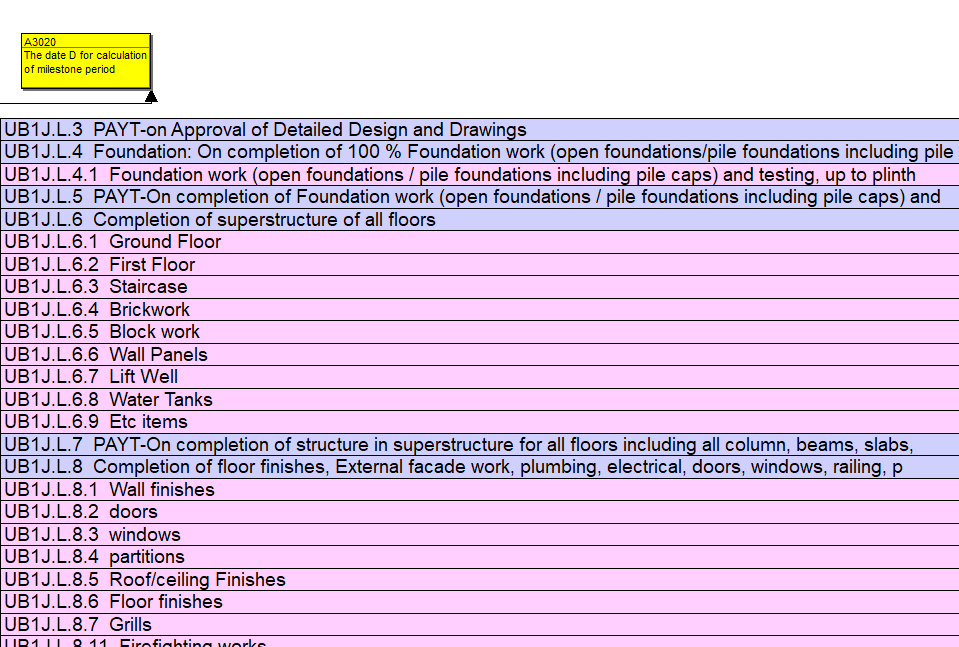 A3020
The date D for calculation
of milestone period
UB1J.L.3 PAYT-on Approval of Detailed Design and Drawings
UB1J.L.4 Foundation: On completion of 100 % Foundation work (open foundations/pile foundations including pile
UB1J.L.4.1 Foundation work (open foundations / pile foundations including pile caps) and testing, up to plinth
UB1J.L.5 PAYT-On completion of Foundation work (open foundations / pile foundations including pile caps) and
UB1J.L.6 Completion of superstructure of all floors
UB1J.L.6.1 Ground Floor
UB1J.L.6.2 First Floor
UB1J.L.6.3 Staircase
UB1J.L.6.4 Brickwork
UB1J.L.6.5 Block work
UB1J.L.6.6 Wall Panels
UB1J.L.6.7 Lift Well
UB1J.L.6.8 Water Tanks
UB1J.L.6.9 Etc items
UB1J.L.7 PAYT-On completion of structure in superstructure for all floors including all column, beams, slabs,
UB1J.L.8 Completion of floor finishes, External facade work, plumbing, electrical, doors, windows, railing, p
UB1J.L.8.1 Wall finishes
UB1J.L.8.2 doors
UB1J.L.8.3 windows
UB1J.L.8.4 partitions
UB1J.L.8.5 Roof/ceiling Finishes
UB1J.L.8.6 Floor finishes
UB1J.L.8.7 Grills
UB1J.L.8.11 Firefighting works